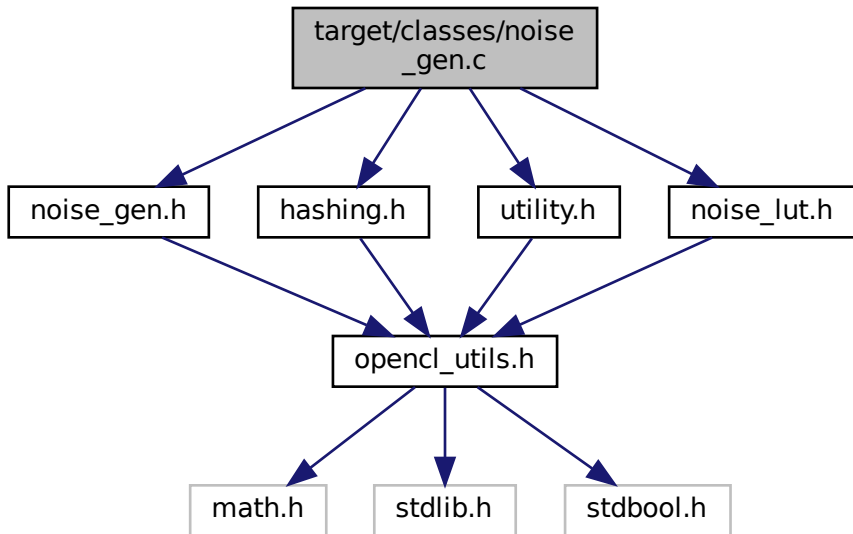 target/classes/noise
_gen.c
noise_gen.h
hashing.h
utility.h
noise_lut.h
opencl_utils.h
math.h
stdlib.h
stdbool.h